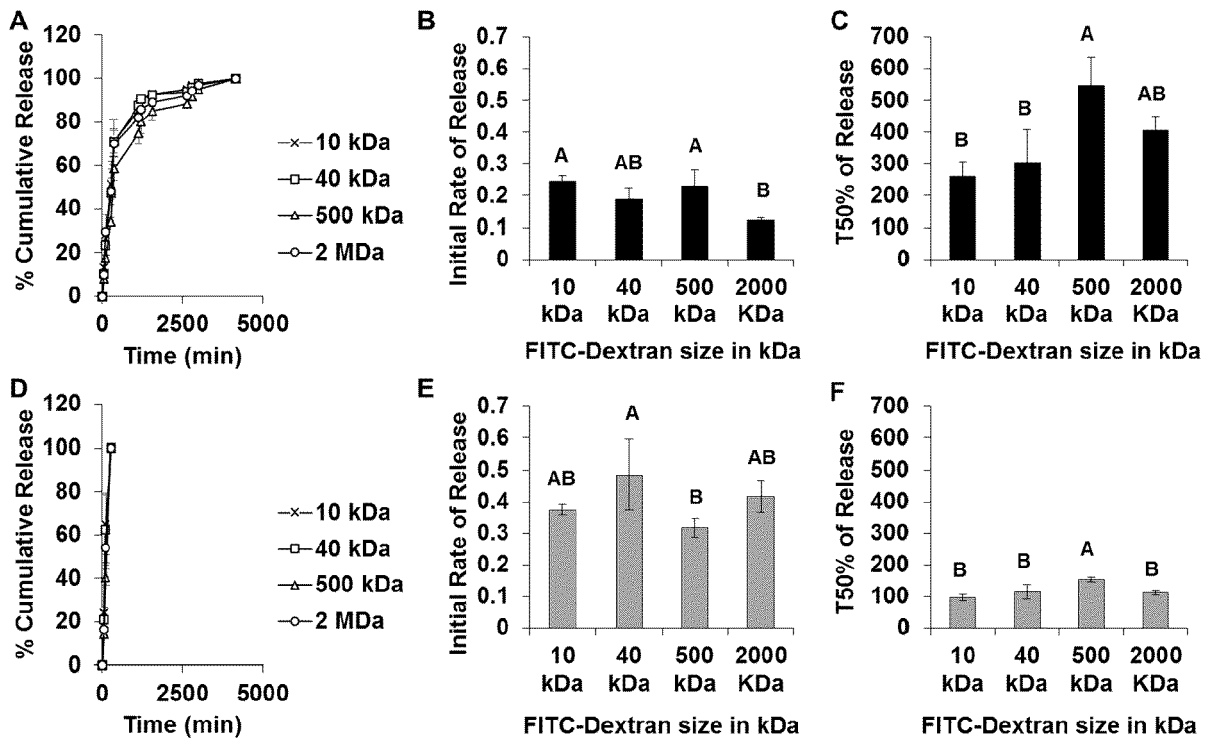 A
% Cumulative Release
120
100
80
60
40
20
0
0 2500 5000
Time (min)
10 kDa
40 kDa
500 kDa
2 MDa
B
Initial Rate of Release
0.7
0.6
0.5
0.4
0.3
0.2
0.1
0
A
AB
A
B
10 40 500 2000
kDa kDa kDa KDa
FITC-Dextran size in kDa
C
T50% of Release
700
600
500
400
300
200
100
0
B
B
A
AB
10 40 500 2000
kDa kDa kDa KDa
FITC-Dextran size in kDa
D
% Cumulative Release
120
100
80
60
40
20
0
0 2500 5000
Time (min)
10 kDa
40 kDa
500 kDa
2 MDa
E
Initial Rate of Release
0.7
0.6
0.5
0.4
0.3
0.2
0.1
0
AB
A
B
AB
10 40 500 2000
kDa kDa kDa KDa
FITC-Dextran size in kDa
F
T50% of Release
700
600
500
400
300
200
100
0
B
B
A
B
10 40 500 2000
kDa kDa kDa KDa
FITC-Dextran size in kDa